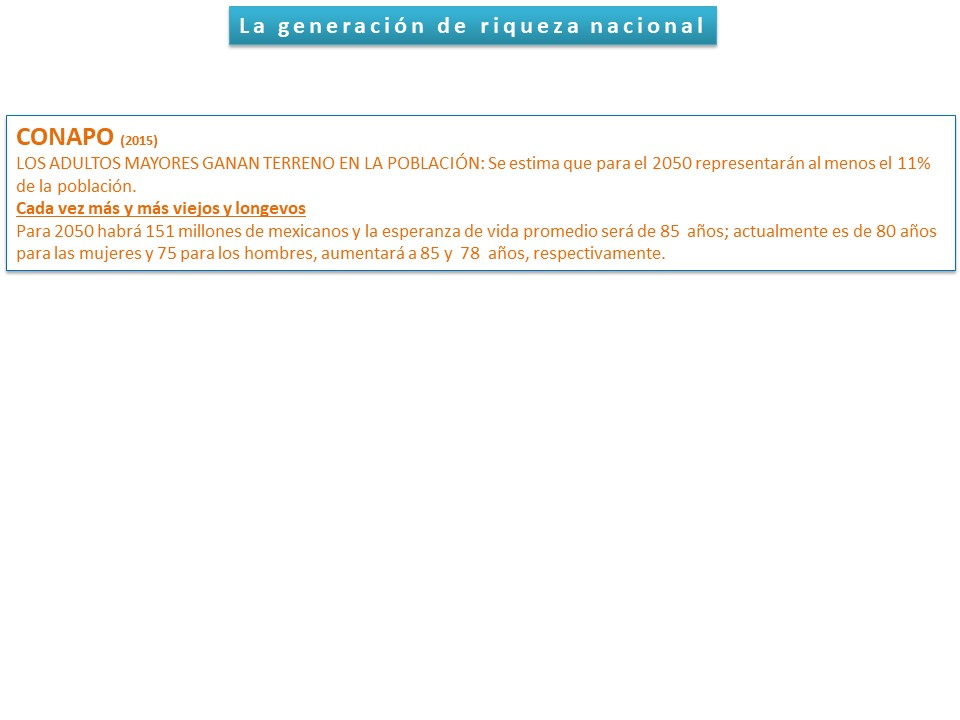 La generación de riqueza nacional
CONAPO (2015)
LOS ADULTOS MAYORES GANAN TERRENO EN LA POBLACIÓN: Se estima que para el 2050 representarán al menos el 11%
de la población.
Cada vez más y más viejos y longevos
Para 2050 habrá 151 millones de mexicanos y la esperanza de vida promedio será de 85 años; actualmente es de 80 años
para las mujeres y 75 para los hombres, aumentará a 85 y 78 años, respectivamente.